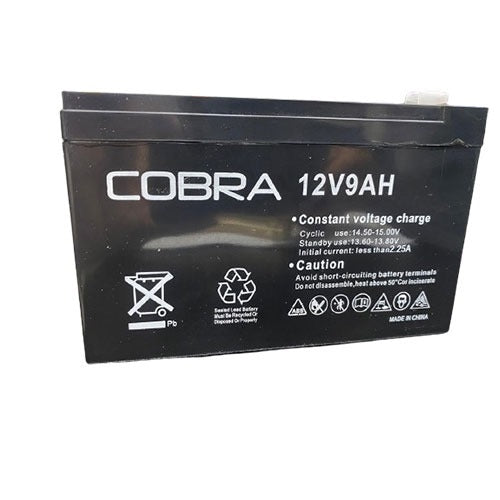 COBRA 12V9AH
•Constant voltage charge
Cyclic use:14.50-15.00V
Standby use:13.60-13.80V
Initial current: less than2.25A
•Caution
Avoid short-circuiting battery terminals
Do not disassemble,heat above 50°Cor incinerate
Pb
Sealed Lead Battery
Must Be Recycled Or
Disposed Of Properly
ABS
MADE IN CHINA